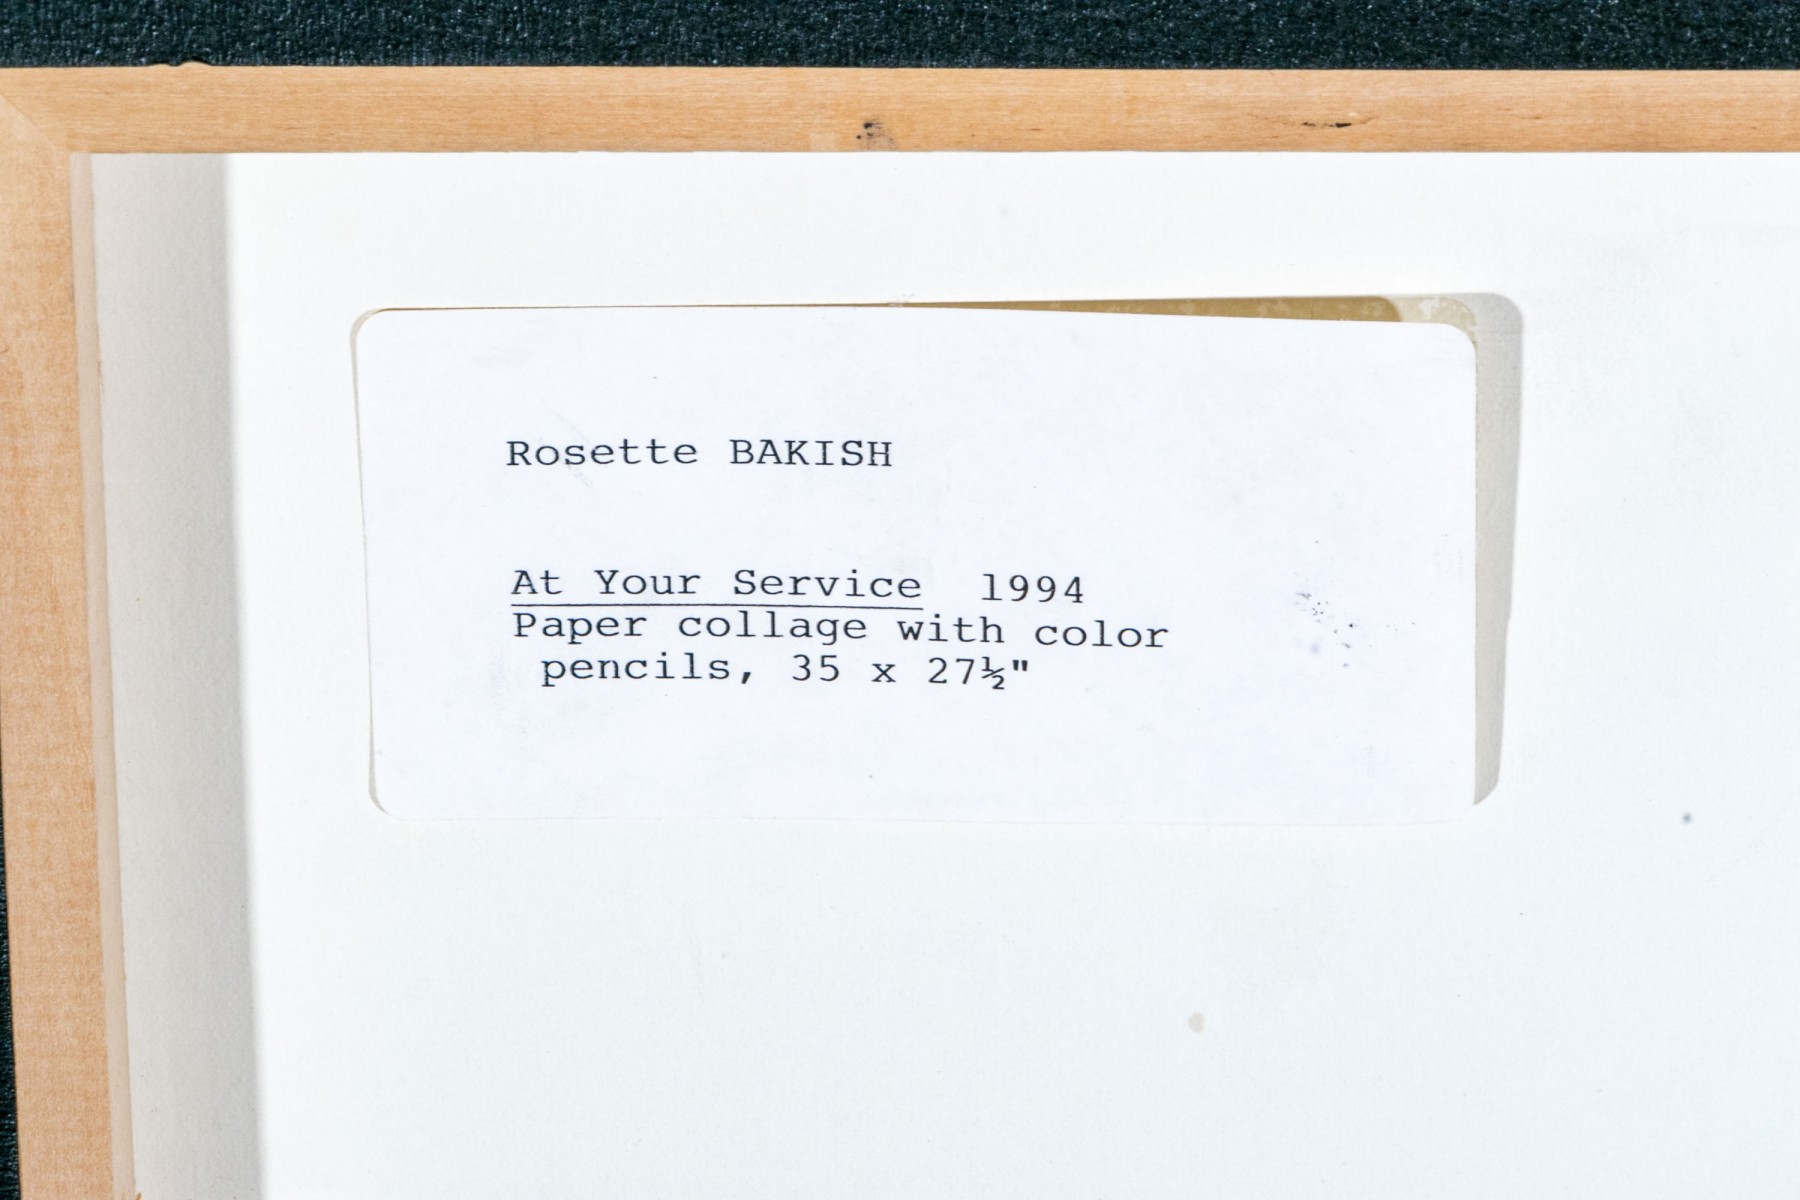 Rosette BAKISH
At Your Service 1994
Paper collage with color
pencils, 35 x 27½"